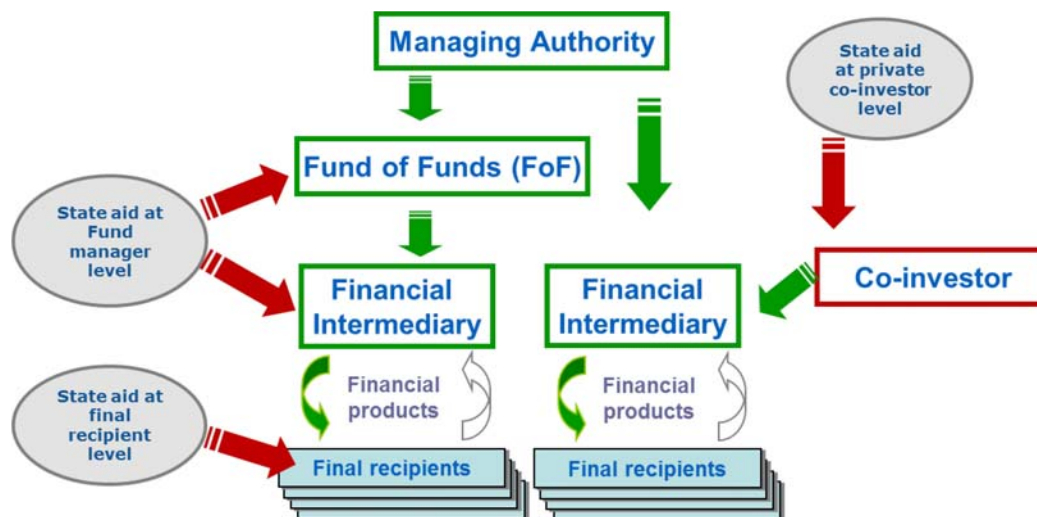 Managing Authority
State aid
at private
co-investor
level
Fund of Funds (FoF)
State aid at
Fund
manager
level
Financial
Intermediary
Financial
Intermediary
Co-investor
Financial
products
Financial
products
State aid at
final
recipient
level
Final recipients
Final recipients